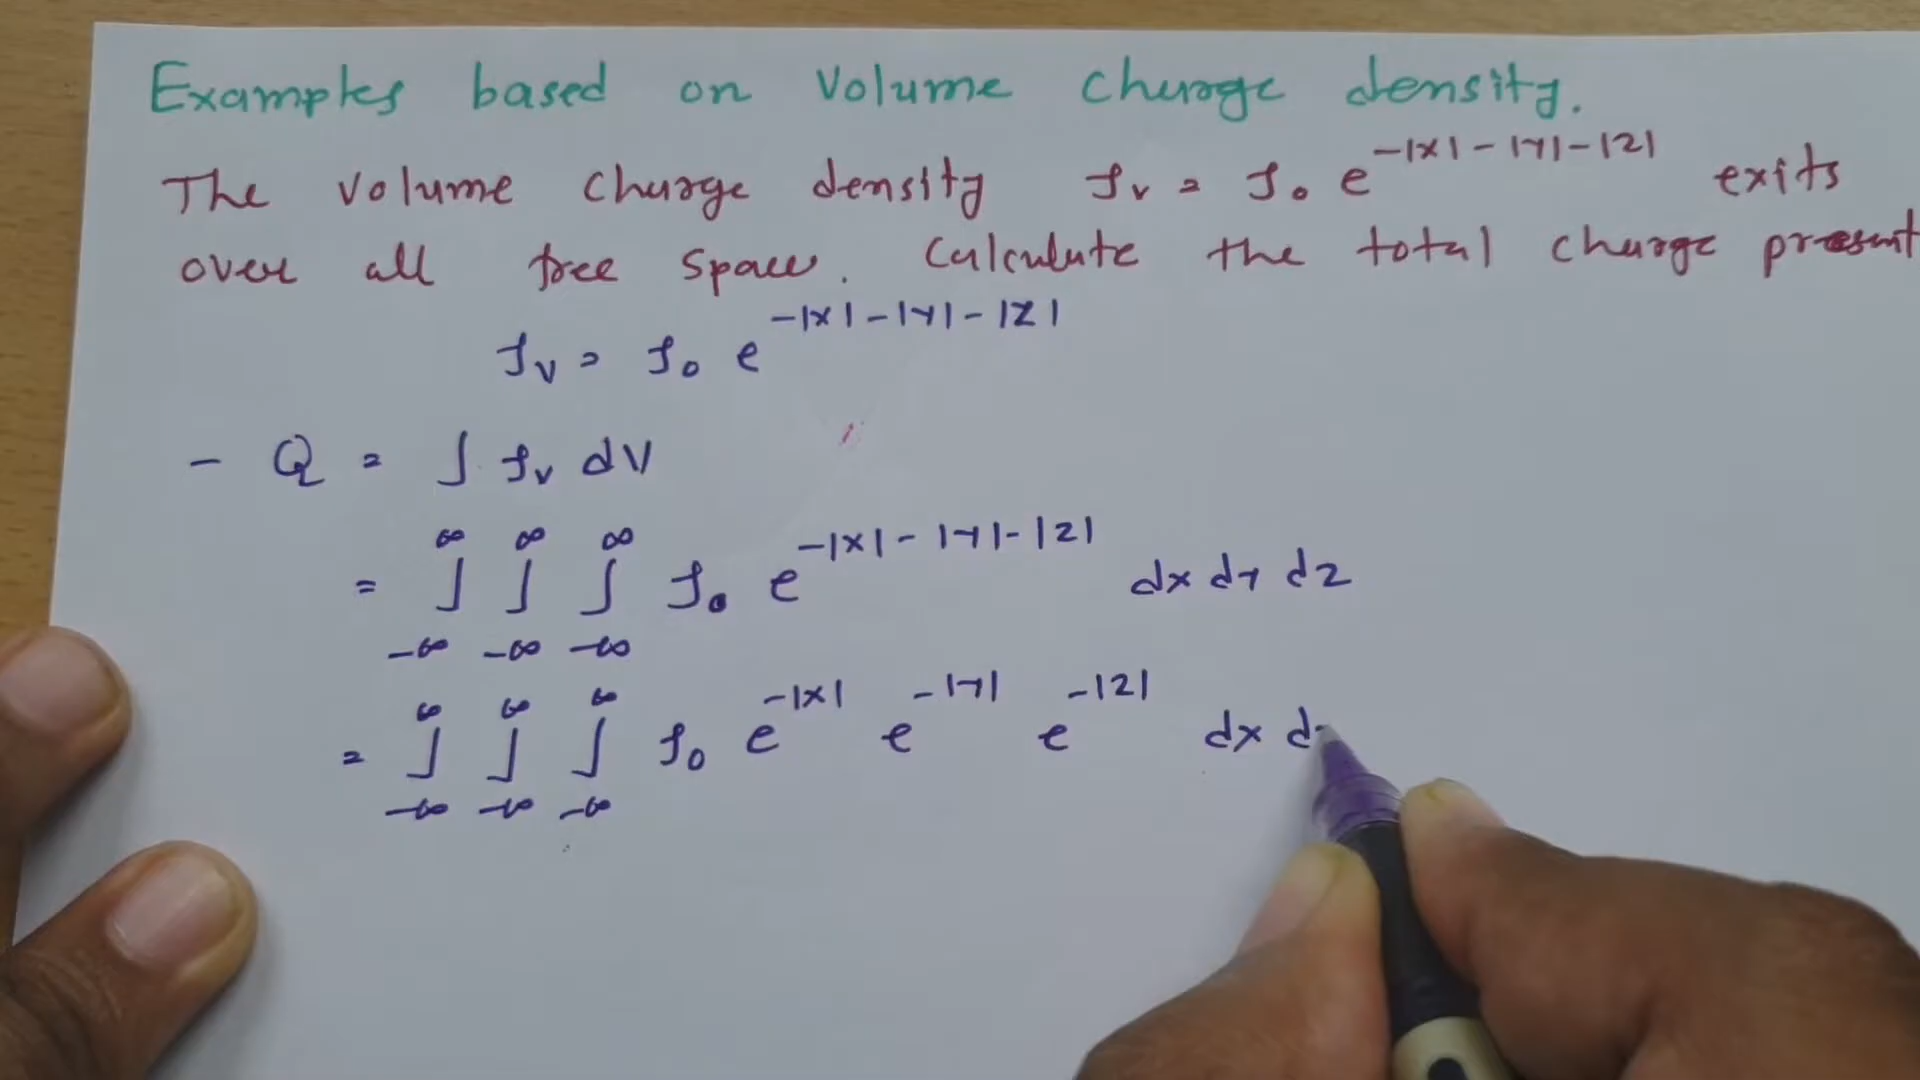 Examples based on Volume Charge density.
The volume charge density ρv = ρ0 e^-|x|-|y|-|z| exits
over all free space. Calculate the total charge present
ρv = ρ0 e^-|x|-|y|-|z|
- Q = ∫ ρv dV
= ∫_-∞^∞ ∫_-∞^∞ ∫_-∞^∞ ρ0 e^-|x|-|y|-|z| dx dy dz
= ∫_-∞^∞ ∫_-∞^∞ ∫_-∞^∞ ρ0 e^-|x| e^-|y| e^-|z| dx d